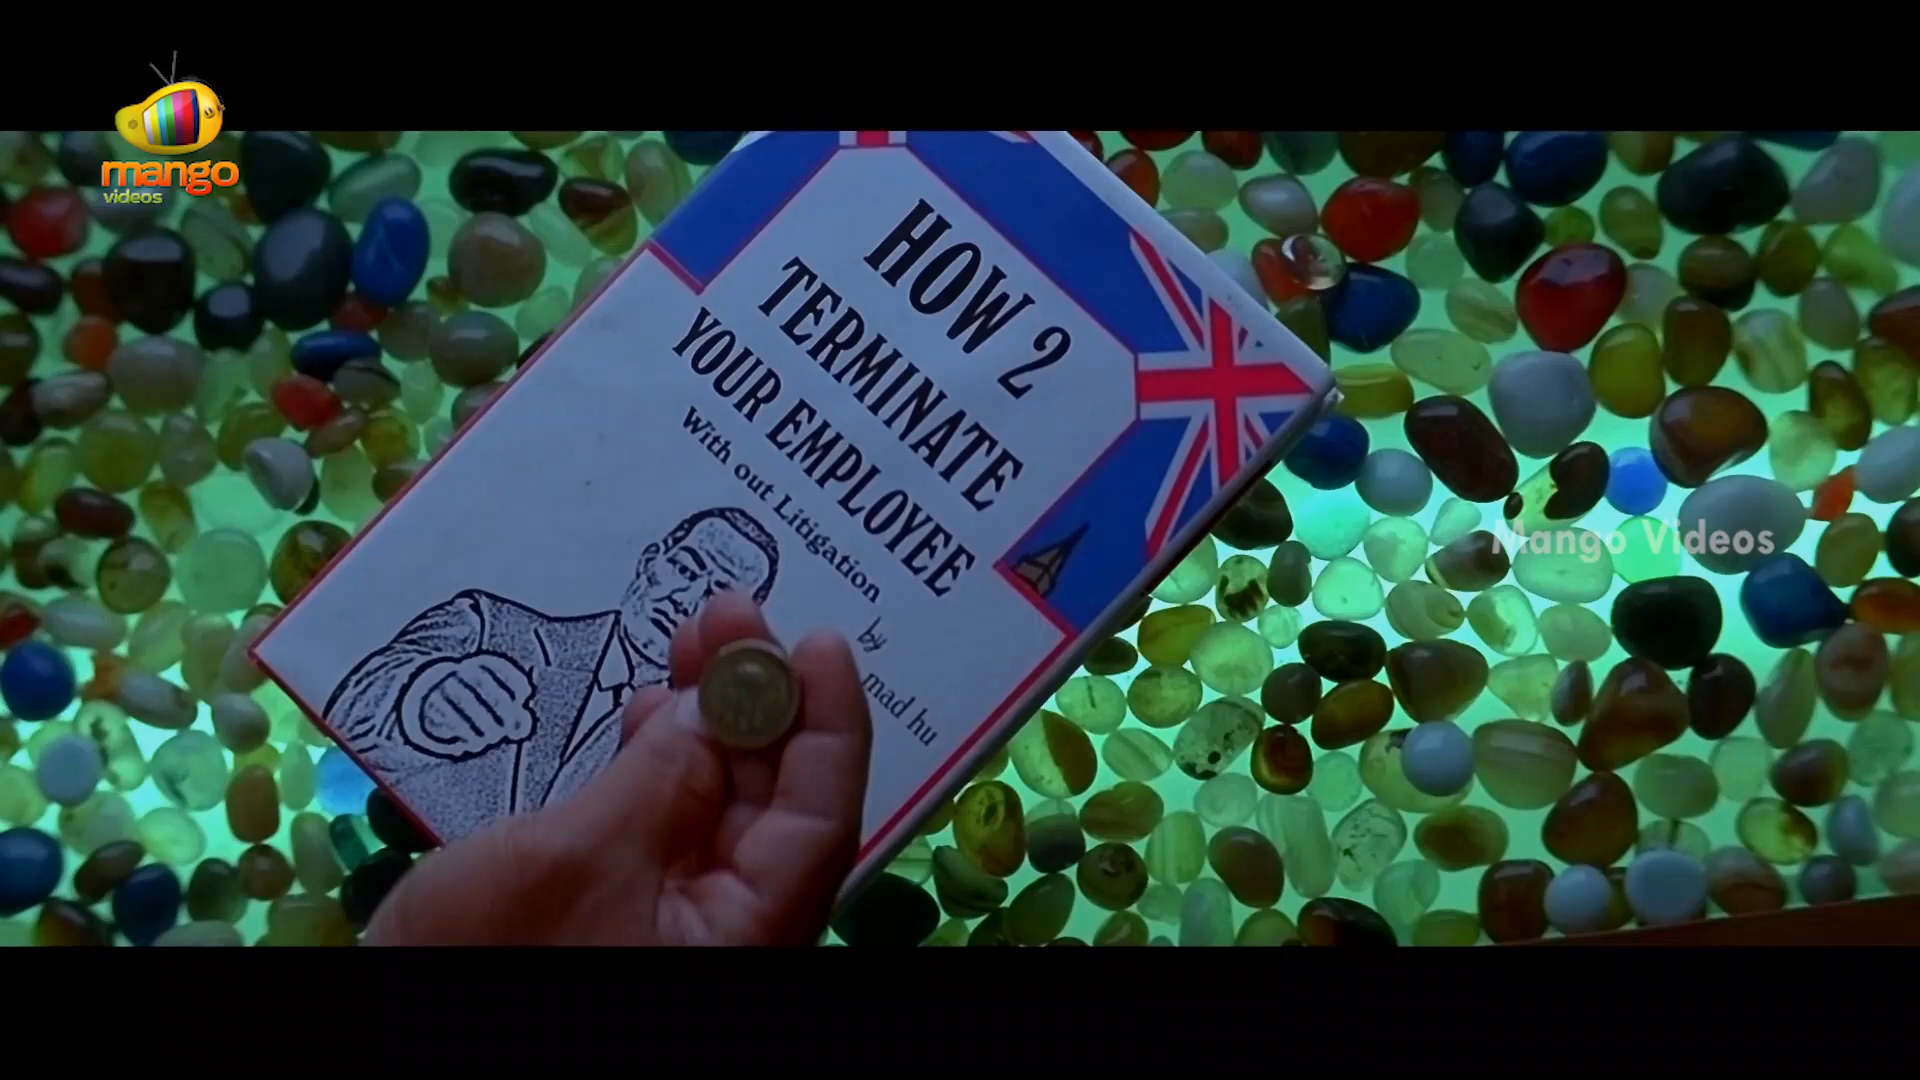 mango
videos
HOW 2
TERMINATE
YOUR EMPLOYEE
With out Litigation
by
mad hu
Mango Videos